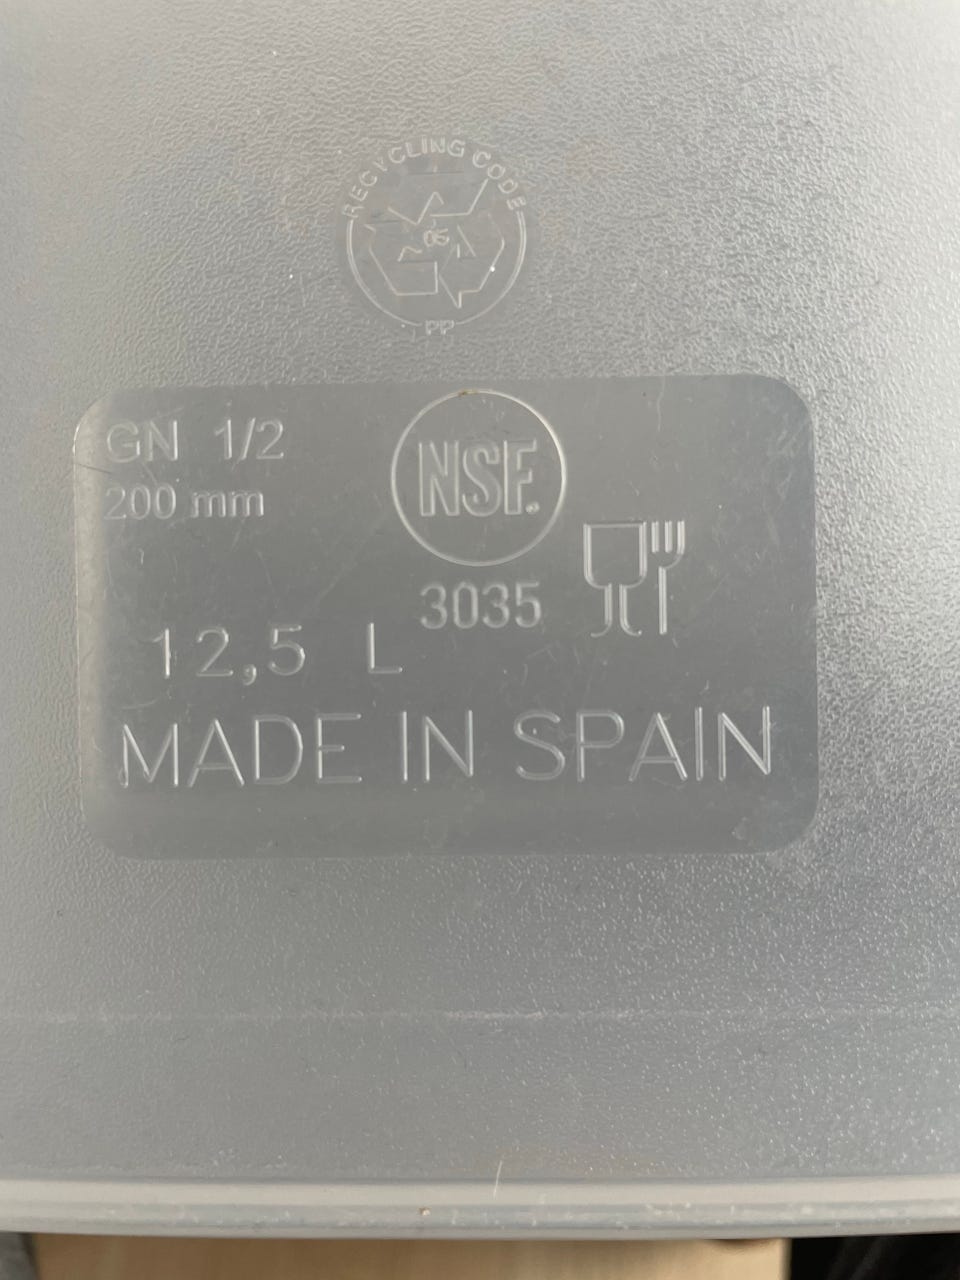 RECYCLING CODE
05
PP
GN 1/2
200 mm
NSF.
3035
12,5 L
MADE IN SPAIN